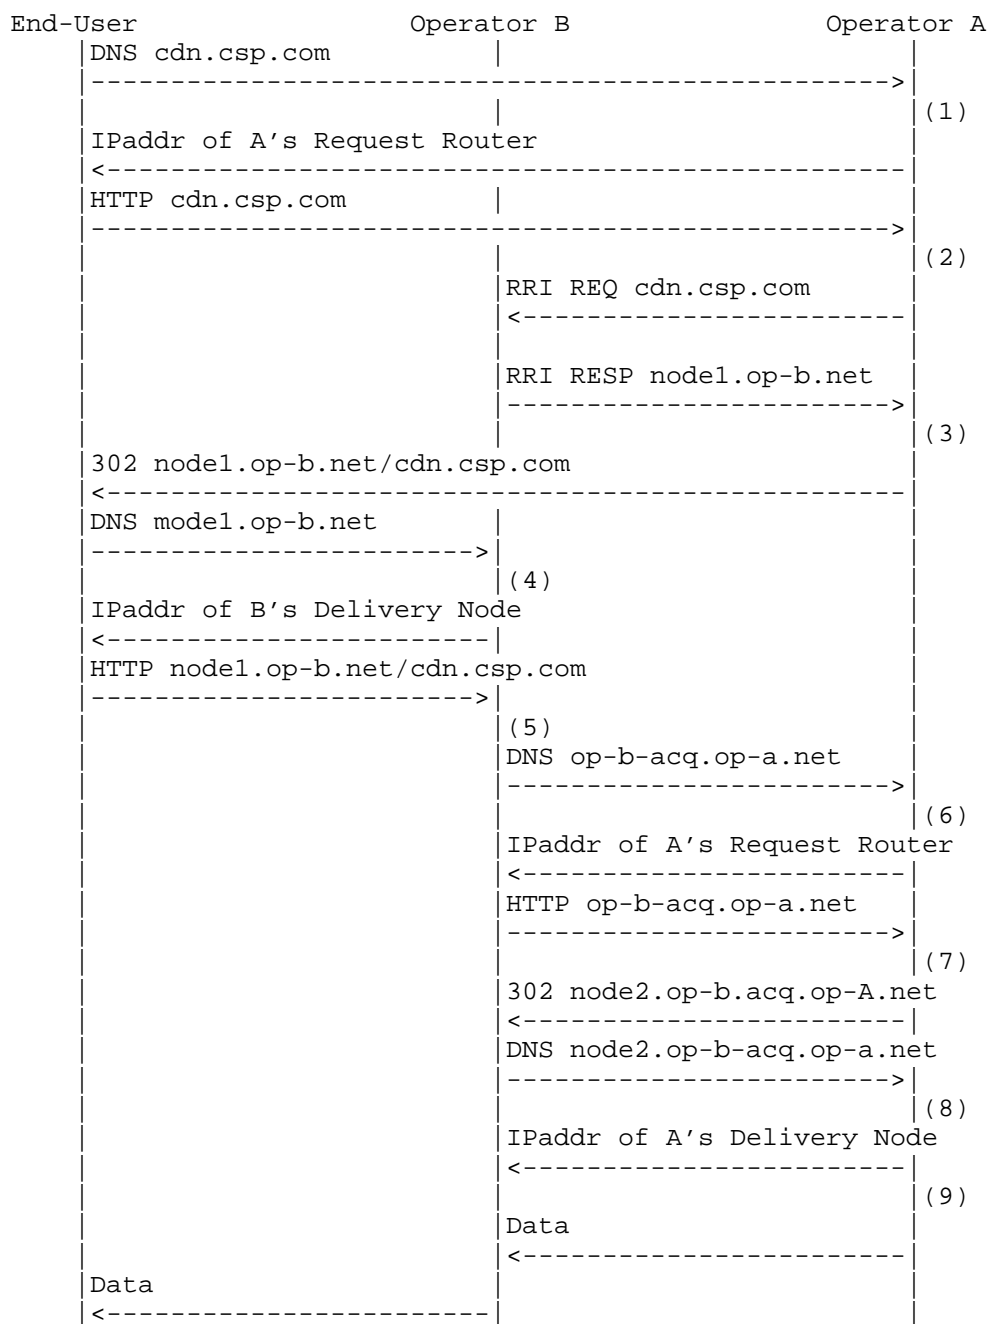 End-User Operator B Operator A
DNS cdn.csp.com
(1)
IPaddr of A's Request Router
HTTP cdn.csp.com
(2)
RRI REQ cdn.csp.com
RRI RESP node1.op-b.net
(3)
302 node1.op-b.net/cdn.csp.com
DNS mode1.op-b.net
(4)
IPaddr of B's Delivery Node
HTTP node1.op-b.net/cdn.csp.com
(5)
DNS op-b-acq.op-a.net
(6)
IPaddr of A's Request Router
HTTP op-b-acq.op-a.net
(7)
302 node2.op-b.acq.op-A.net
DNS node2.op-b-acq.op-a.net
(8)
IPaddr of A's Delivery Node
(9)
Data
Data